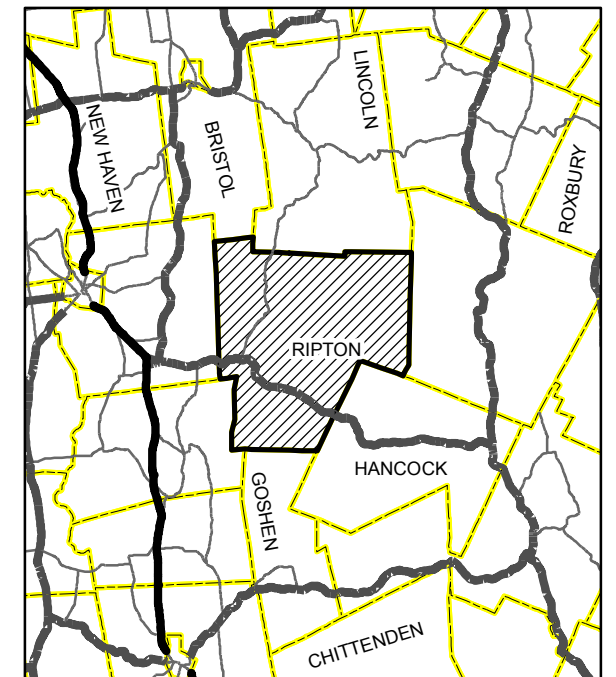 LINCOLN
NEW HAVEN
BRISTOL
ROXBURY
RIPTON
HANCOCK
GOSHEN
CHITTENDEN